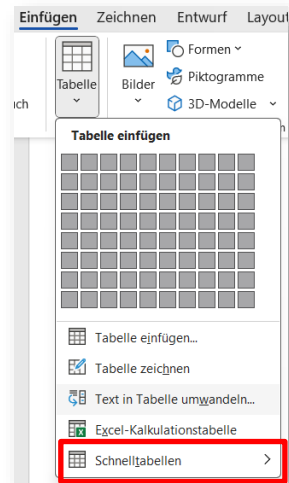 Einfügen Zeichnen Entwurf Layout
Tabelle
Bilder
Formen
Piktogramme
3D-Modelle
Tabelle einfügen
Tabelle einfügen...
Tabelle zeichnen
Text in Tabelle umwandeln...
Excel-Kalkulationstabelle
Schnelltabellen